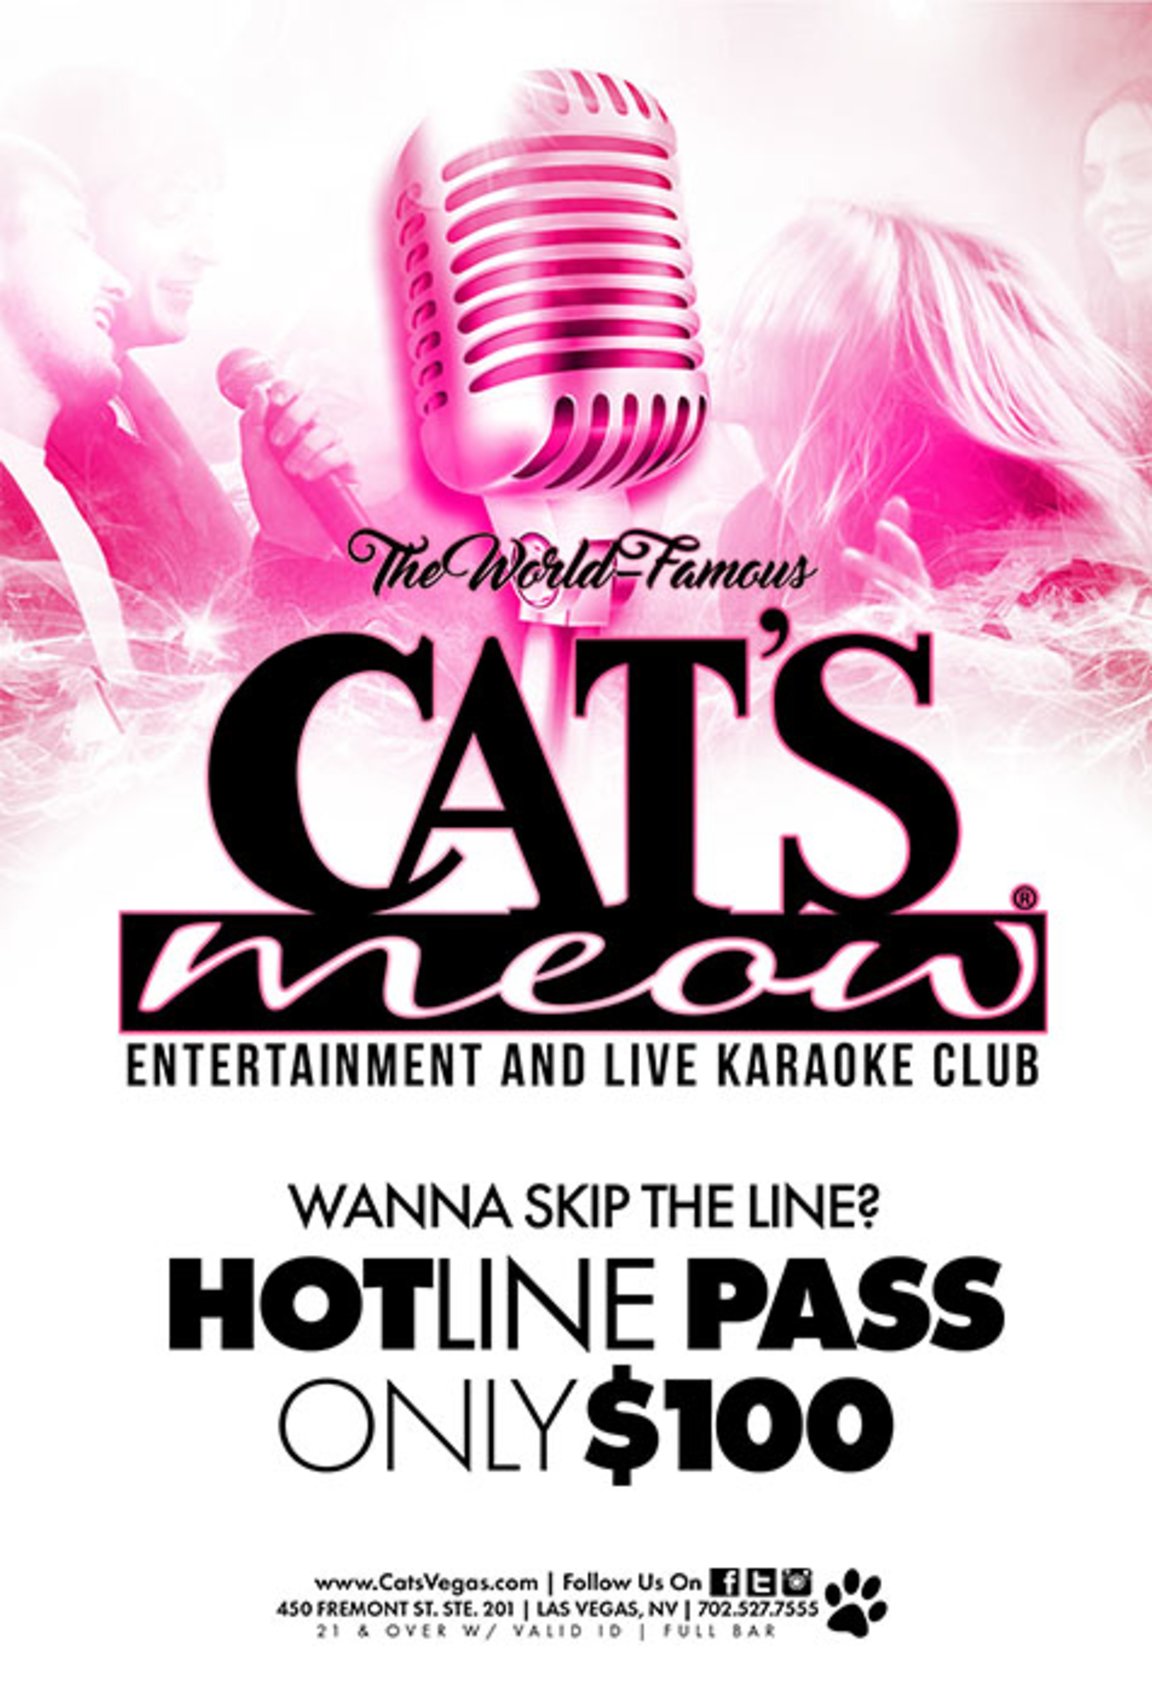 The World-Famous
CAT'S
meow®
ENTERTAINMENT AND LIVE KARAOKE CLUB
WANNA SKIP THE LINE?
HOTLINE PASS
ONLY $100
www.CatsVegas.com | Follow Us On
450 FREMONT ST. STE. 201 | LAS VEGAS, NV | 702.527.7555
21 & OVER W/ VALID ID | FULL BAR